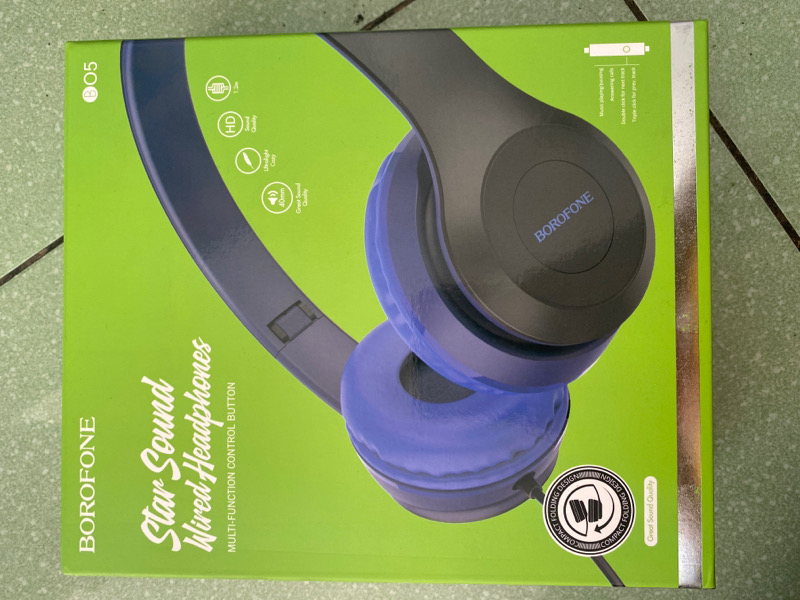 BOROFONE
BO5
Star Sound
Wired Headphones
MULTI-FUNCTION CONTROL BUTTON
40mm
Great Sound
Quality
Ultralight
Cozy
HD
Sound
Quality
1.2m
BOROFONE
COMPACT FOLDING DESIGN
COMPACT FOLDING DESIGN
Great Sound Quality
Music playing/pausing
Answering calls
Double click for next track
Triple click for prev. track